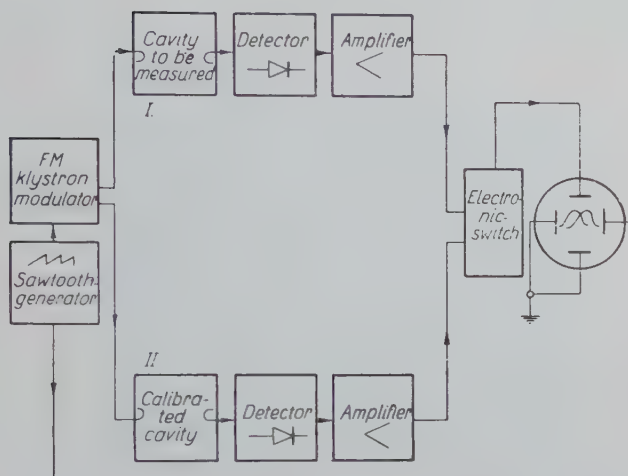 Cavity
to be
measured
Detector
Amplifier
I.
FM
klystron
modulator
Electro-
nic-
switch
Sawtooth-
generator
II
Calibra-
ted
cavity
Detector
Amplifier